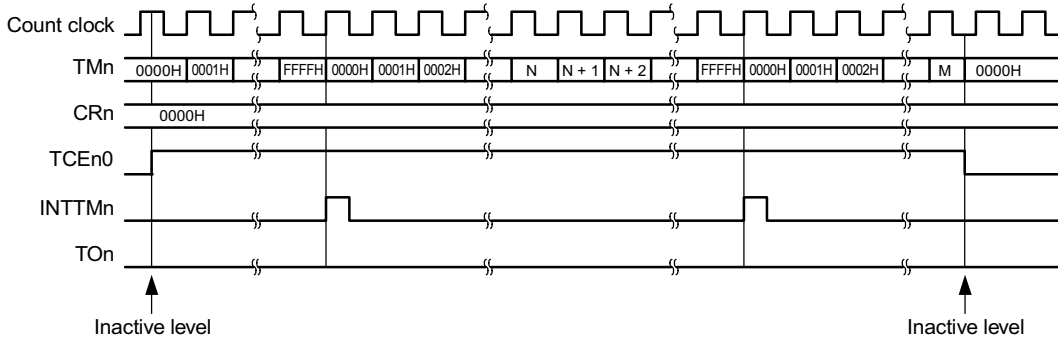 Count clock
TMn 0000H 0001H FFFFH 0000H 0001H 0002H N N + 1 N + 2 FFFFH 0000H 0001H 0002H M 0000H
CRn 0000H
TCEn0
INTTMn
TOn
Inactive level Inactive level